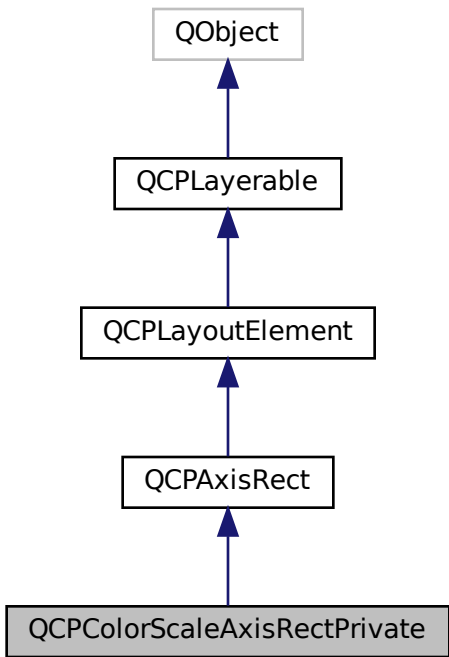 QObject
QCPLayerable
QCPLayoutElement
QCPAxisRect
QCPColorScaleAxisRectPrivate